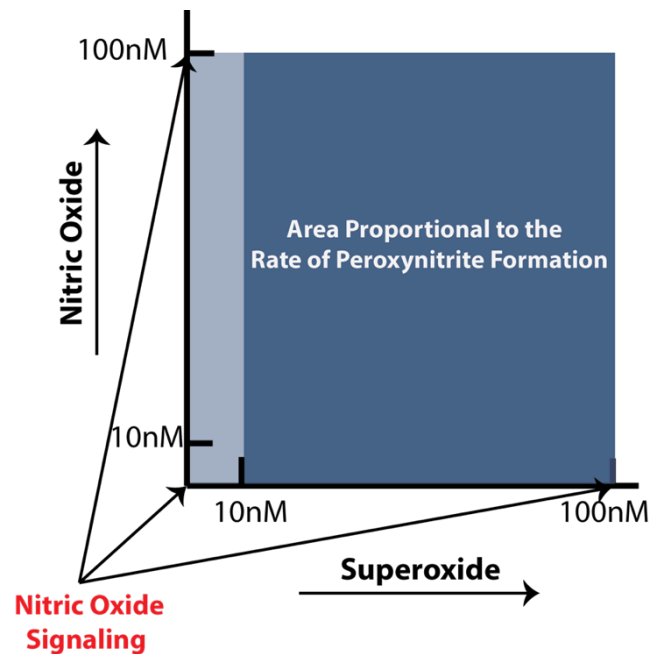 100nM
Nitric Oxide
Area Proportional to the
Rate of Peroxynitrite Formation
10nM
10nM
100nM
Superoxide
Nitric Oxide
Signaling